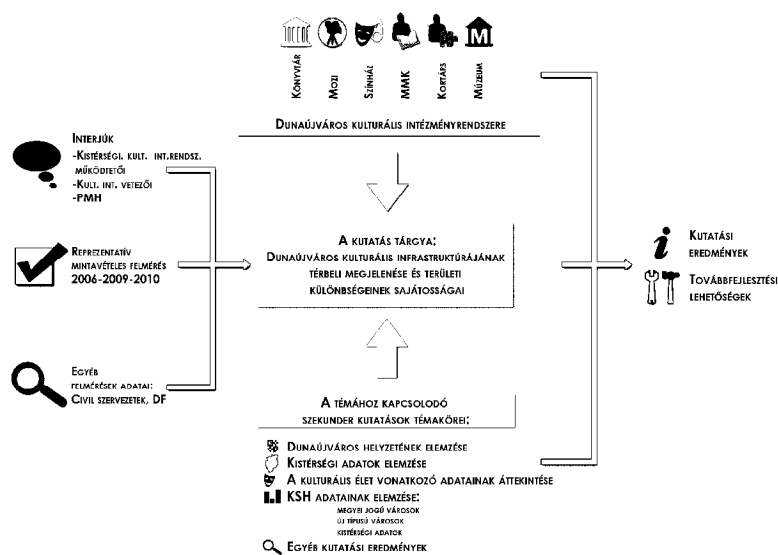 KÖNYVTÁR
MOZI
SZÍNHÁZ
MMK
KORTÁRS
MÚZEUM
M
DUNAÚJVÁROS KULTURÁLIS INTÉZMÉNYRENDSZERE
INTERJÚK
-KISTÉRSÉGI. KULT. INT.RENDSZ.
MŰKÖDTETŐI
-KULT. INT. VETEZŐI
-PMH
REPREZENTATÍV
MINTAVÉTELES FELMÉRÉS
2006-2009-2010
EGYÉB
FELMÉRÉSEK ADATAI:
CIVIL SZERVEZETEK, DF
A KUTATÁS TÁRGYA:
DUNAÚJVÁROS KULTURÁLIS INFRASTRUKTÚRÁJÁNAK
TÉRBELI MEGJELENÉSE ÉS TERÜLETI
KÜLÖNBSÉGEINEK SAJÁTOSSÁGAI
KUTATÁSI
EREDMÉNYEK
TOVÁBBFEJLESZTÉSI
LEHETŐSÉGEK
A TÉMÁHOZ KAPCSOLODÓ
SZEKUNDER KUTATÁSOK TÉMAKÖREI:
DUNAÚJVÁROS HELYZETÉNEK ELEMZÉSE
KISTÉRSÉGI ADATOK ELEMZÉSE
A KULTURÁLIS ÉLET VONATKOZÓ ADATAINAK ÁTTEKINTÉSE
KSH ADATAINAK ELEMZÉSE:
MEGYEI JOGÚ VÁROSOK
ÚJ TÍPUSÚ VÁROSOK
KISTÉRSÉGI ADATOK
EGYÉB KUTATÁSI EREDMÉNYEK